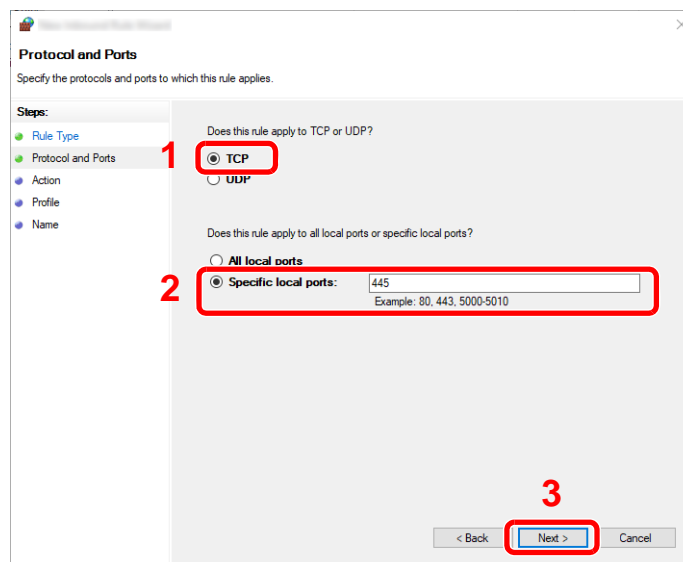 Protocol and Ports
Specify the protocols and ports to which this rule applies.
Steps:
Rule Type
Protocol and Ports
Action
Profile
Name
Does this rule apply to TCP or UDP?
1
TCP
UDP
Does this rule apply to all local ports or specific local ports?
All local ports
2
Specific local ports: 445
Example: 80, 443, 5000-5010
3
< Back Next > Cancel